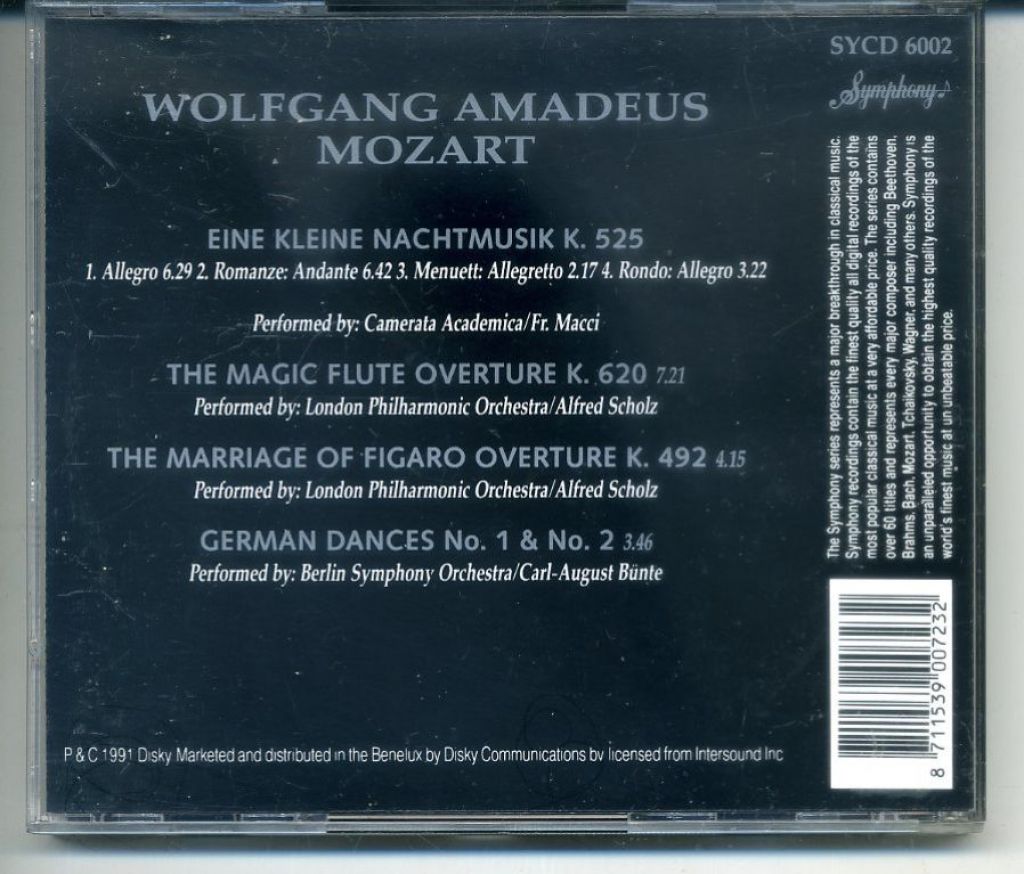 SYCD 6002
Symphony
WOLFGANG AMADEUS
MOZART
EINE KLEINE NACHTMUSIK K. 525
1. Allegro 6.29 2. Romanze: Andante 6.42 3. Menuett: Allegretto 2.17 4. Rondo: Allegro 3.22
Performed by: Camerata Academica/Fr. Macci
THE MAGIC FLUTE OVERTURE K. 620 7.21
Performed by: London Philharmonic Orchestra/Alfred Scholz
THE MARRIAGE OF FIGARO OVERTURE K. 492 4.15
Performed by: London Philharmonic Orchestra/Alfred Scholz
GERMAN DANCES No. 1 & No. 2 3.46
Performed by: Berlin Symphony Orchestra/Carl-August Bünte
P & C 1991 Disky Marketed and distributed in the Benelux by Disky Communications bv licensed from Intersound Inc
The Symphony series represents a major breakthrough in classical music.
Symphony recordings contain the finest quality all digital recordings of the
most popular classical music at a very affordable price. The series contains
over 60 titles and represents every major composer including Beethoven,
Brahms, Bach, Mozart, Tchaikovsky, Wagner, and many others. Symphony is
an unparalleled opportunity to obtain the highest quality recordings of the
world's finest music at un unbeatable price.
8 711539 007232